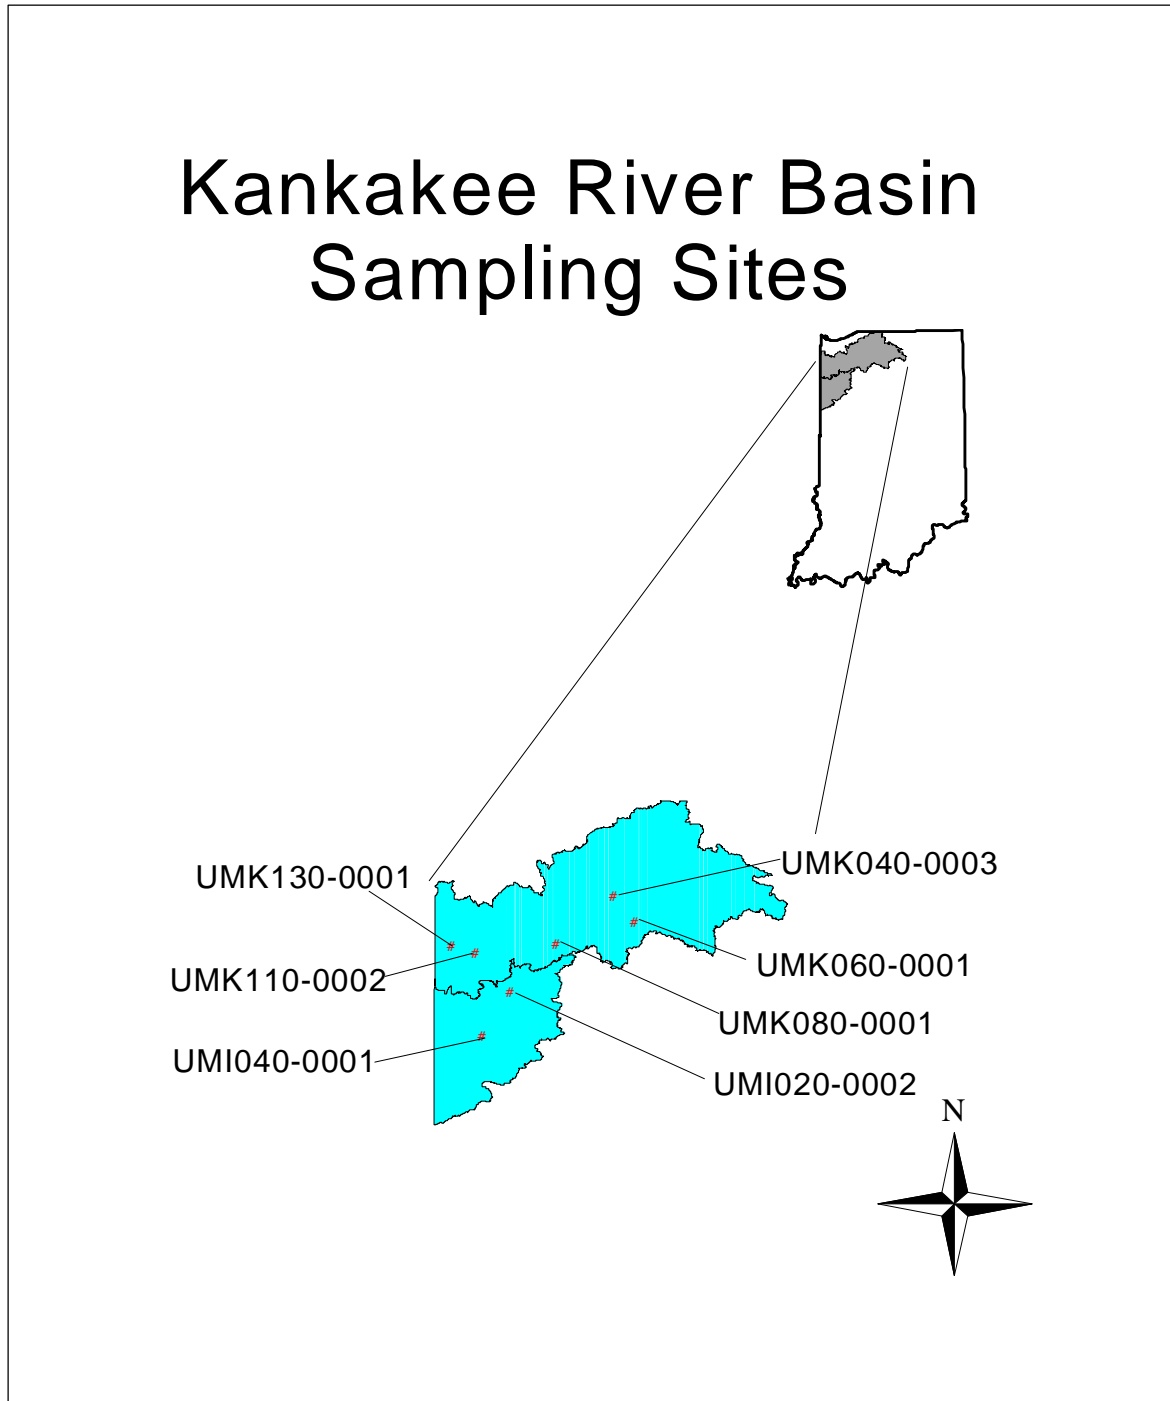 Kankakee River Basin
Sampling Sites
UMK130-0001
UMK040-0003
#
#
#
#
#
UMK110-0002
UMK060-0001
#
UMK080-0001
#
UMI040-0001
UMI020-0002
N